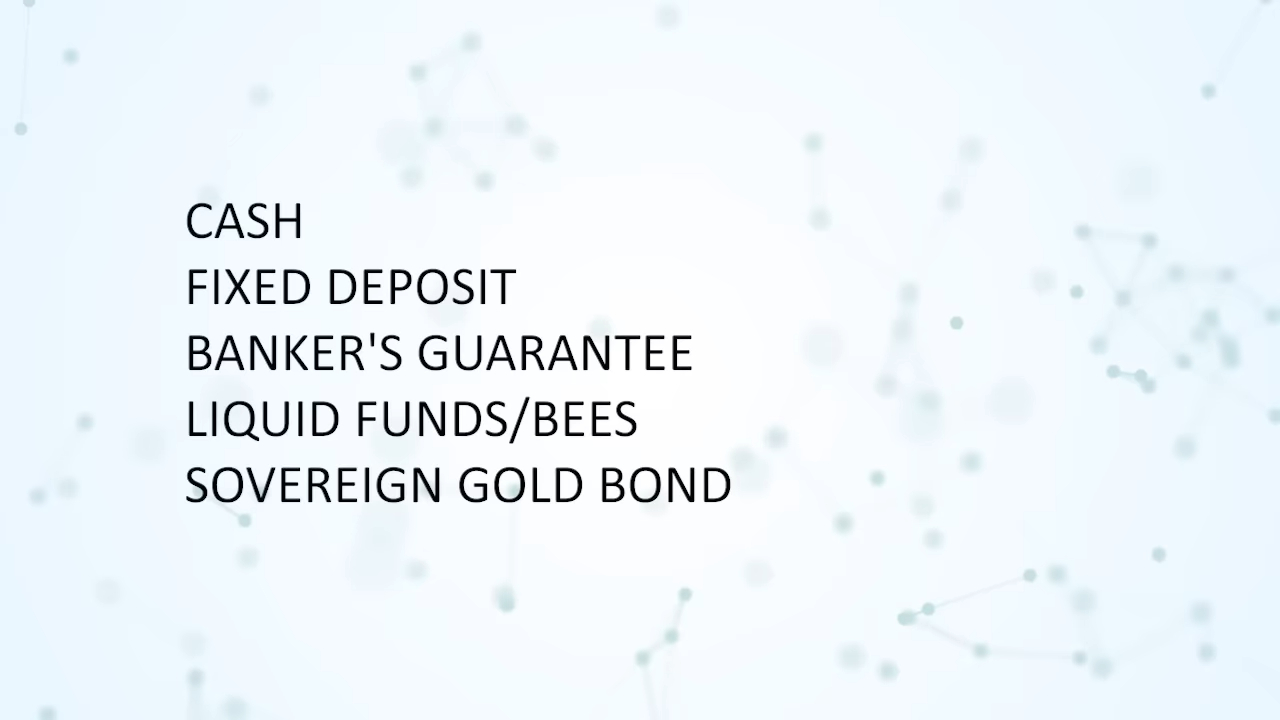 CASH
FIXED DEPOSIT
BANKER'S GUARANTEE
LIQUID FUNDS/BEES
SOVEREIGN GOLD BOND